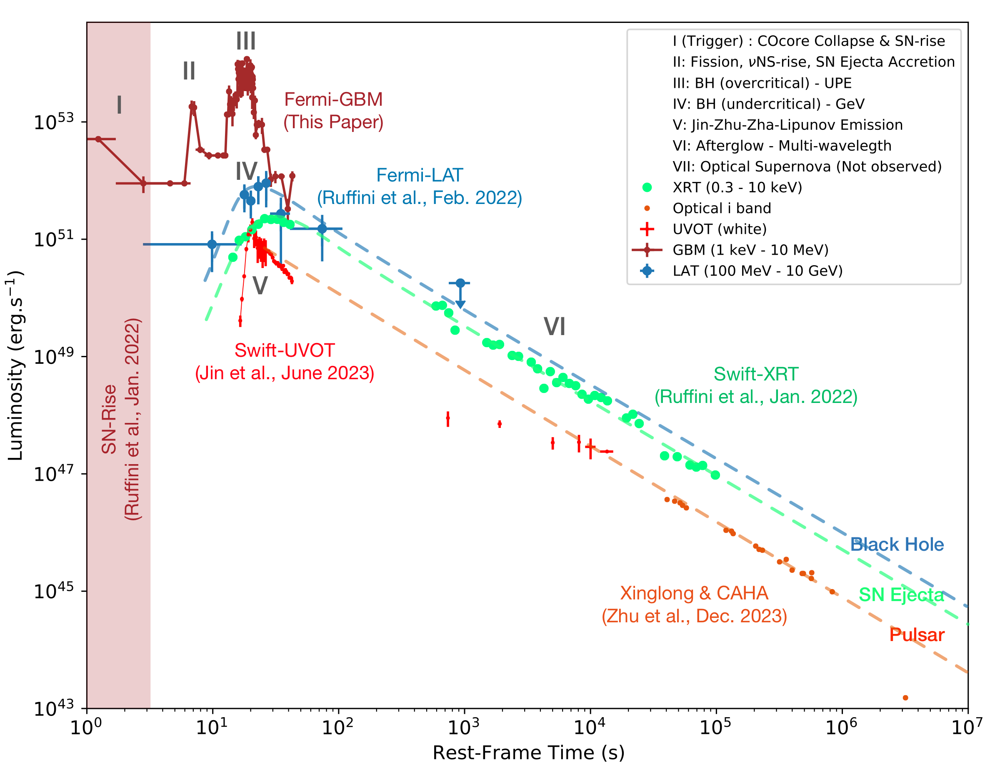 I (Trigger) : COcore Collapse & SN-rise
II: Fission, νNS-rise, SN Ejecta Accretion
III: BH (overcritical) - UPE
IV: BH (undercritical) - GeV
V: Jin-Zhu-Zha-Lipunov Emission
VI: Afterglow - Multi-wavelegth
VII: Optical Supernova (Not observed)
XRT (0.3 - 10 keV)
Optical i band
UVOT (white)
GBM (1 keV - 10 MeV)
LAT (100 MeV - 10 GeV)
III
II
I
Fermi-GBM
(This Paper)
IV
Fermi-LAT
(Ruffini et al., Feb. 2022)
V
VI
Swift-UVOT
(Jin et al., June 2023)
Swift-XRT
(Ruffini et al., Jan. 2022)
SN-Rise
(Ruffini et al., Jan. 2022)
Black Hole
SN Ejecta
Xinglong & CAHA
(Zhu et al., Dec. 2023)
Pulsar
Luminosity (erg.s⁻¹)
10⁵³
10⁵¹
10⁴⁹
10⁴⁷
10⁴⁵
10⁴³
10⁰ 10¹ 10² 10³ 10⁴ 10⁵ 10⁶ 10⁷
Rest-Frame Time (s)